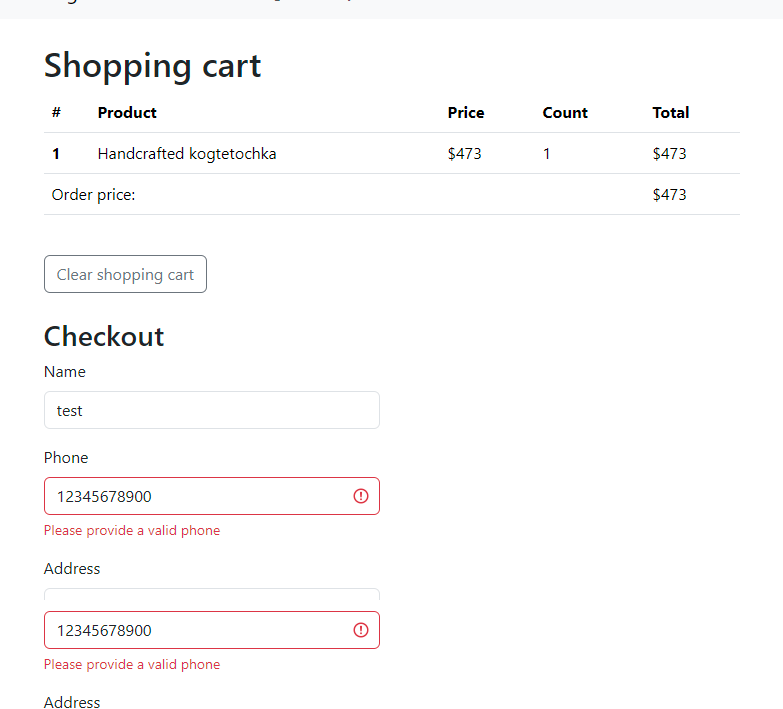 Shopping cart
# Product Price Count Total
1 Handcrafted kogtetochka $473 1 $473
Order price: $473
Clear shopping cart
Checkout
Name
test
Phone
12345678900
Please provide a valid phone
Address
12345678900
Please provide a valid phone
Address